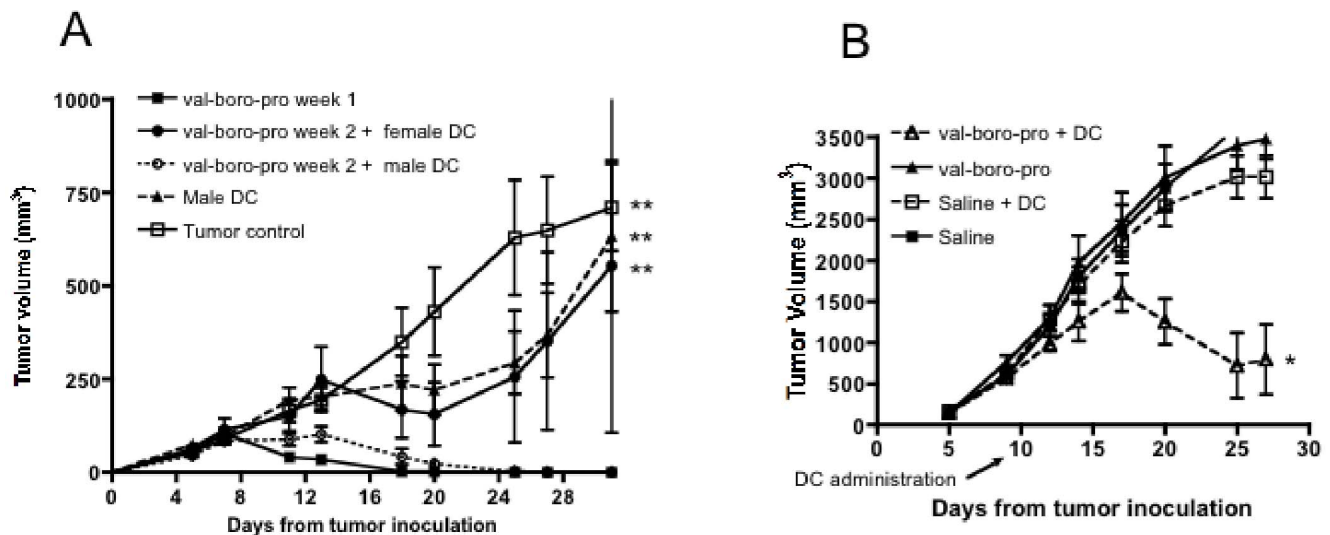 A
val-boro-pro week 1
val-boro-pro week 2 + female DC
val-boro-pro week 2 + male DC
Male DC
Tumor control
Tumor volume (mm³)
1000
750
500
250
0
**
**
**
0 4 8 12 16 20 24 28
Days from tumor inoculation
B
val-boro-pro + DC
val-boro-pro
Saline + DC
Saline
Tumor Volume (mm³)
3500
3000
2500
2000
1500
1000
500
0
*
0 5 10 15 20 25 30
DC administration
Days from tumor inoculation